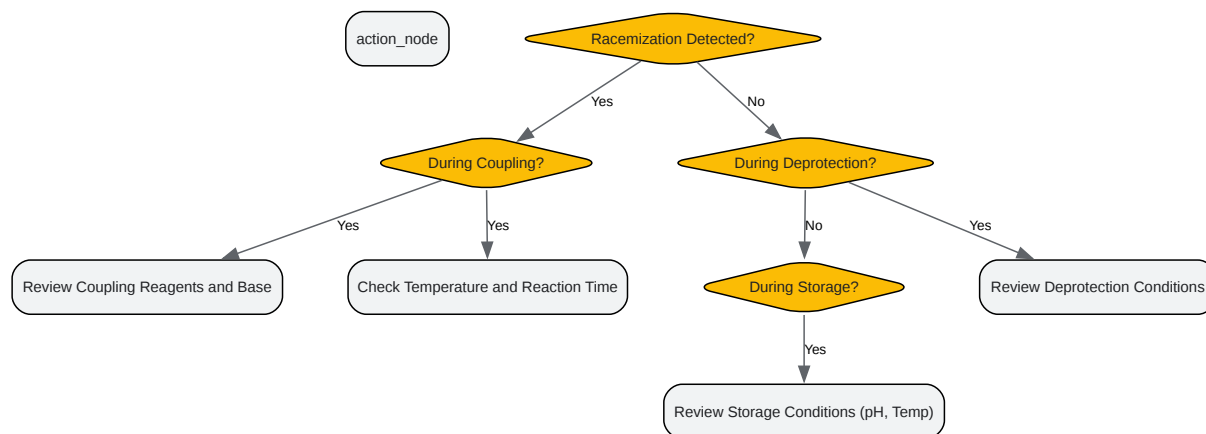 action_node
Racemization Detected?
Yes
No
During Coupling?
During Deprotection?
Yes
Yes
No
Yes
Review Coupling Reagents and Base
Check Temperature and Reaction Time
During Storage?
Review Deprotection Conditions
Yes
Review Storage Conditions (pH, Temp)